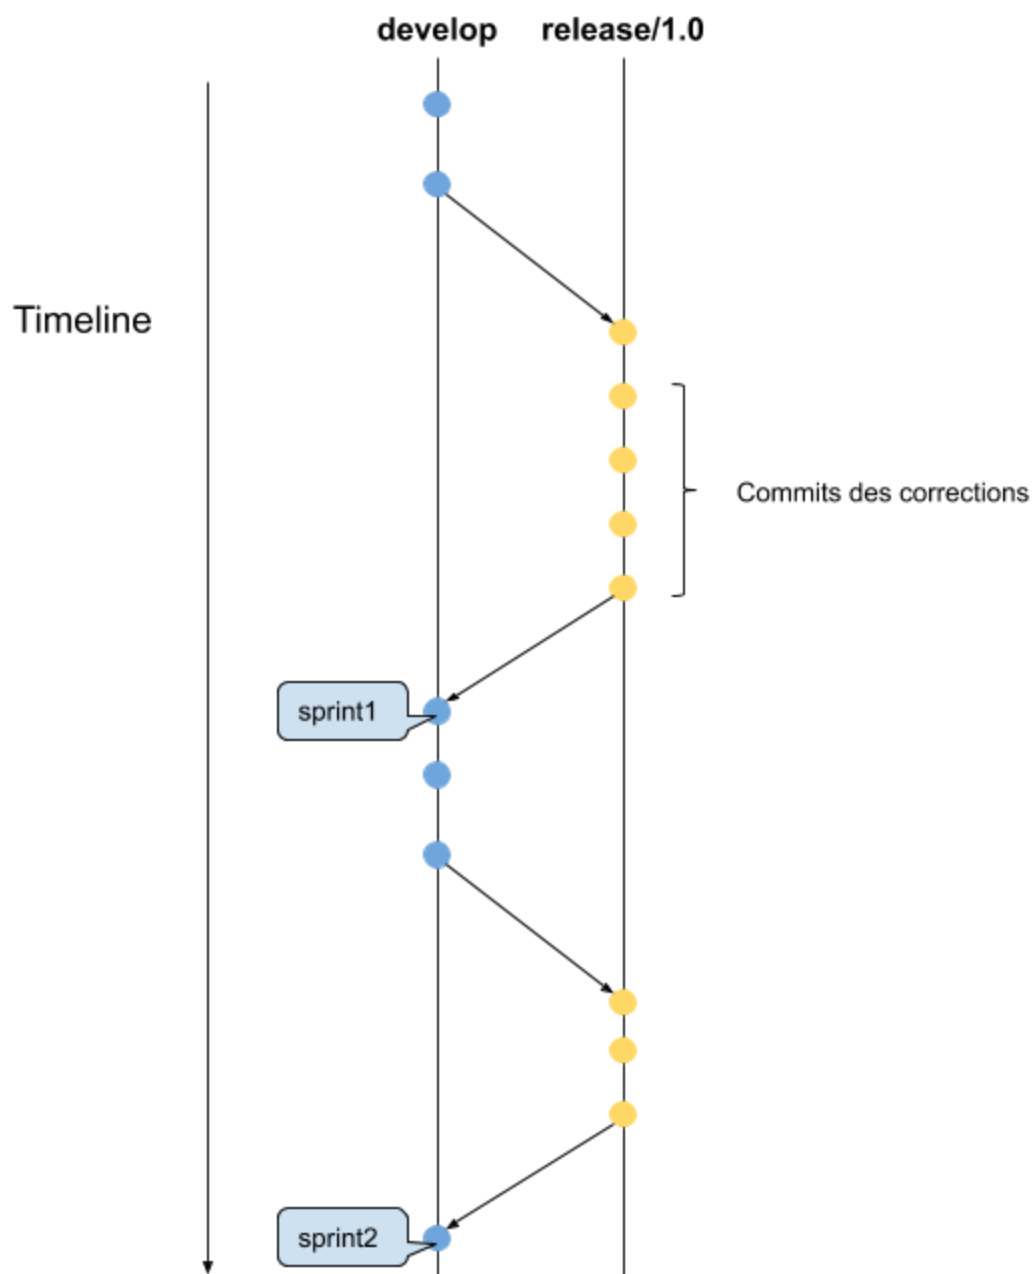 develop release/1.0
Timeline
Commits des corrections
sprint1
sprint2